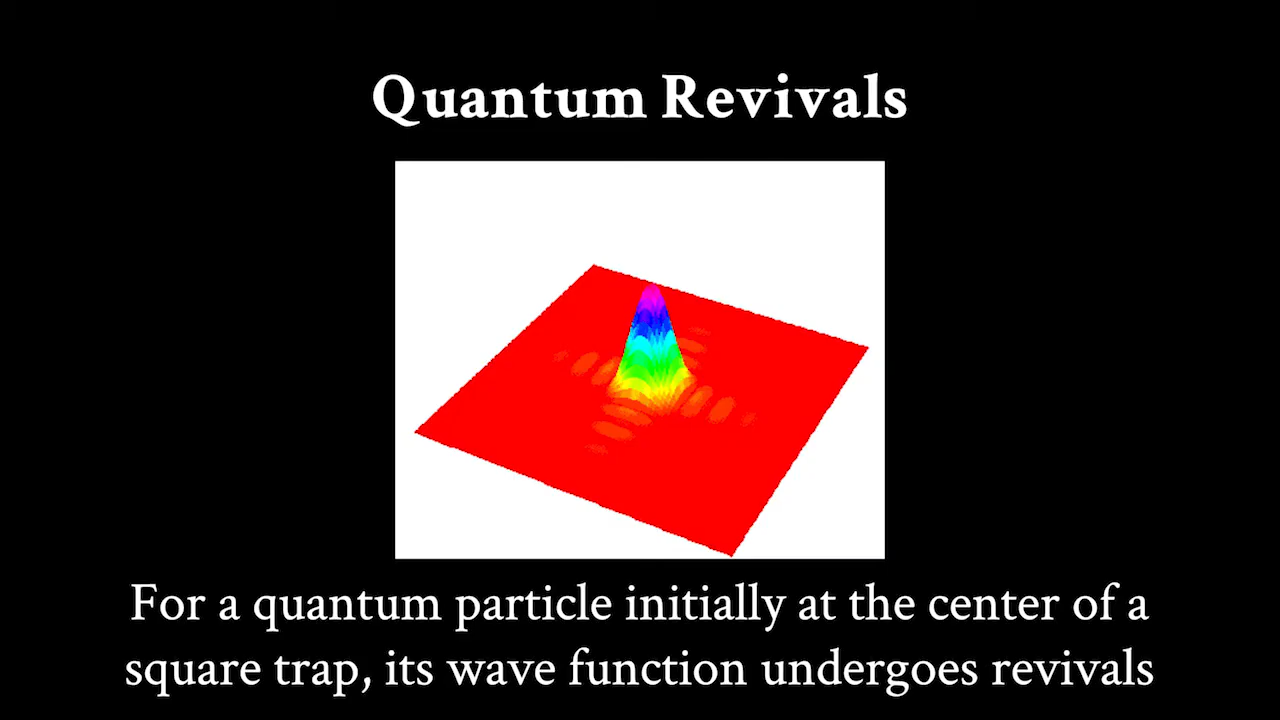 Quantum Revivals
For a quantum particle initially at the center of a
square trap, its wave function undergoes revivals